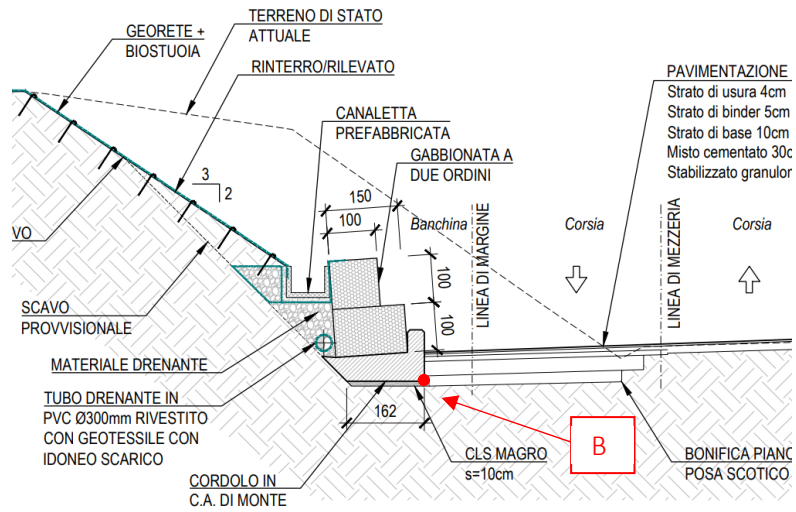 TERRENO DI STATO
ATTUALE
GEORETE +
BIOSTUOIA
RINTERRO/RILEVATO
PAVIMENTAZIONE
Strato di usura 4cm
Strato di binder 5cm
Strato di base 10cm
Misto cementato 30c
Stabilizzato granulon
CANALETTA
PREFABBRICATA
GABBIONATA A
DUE ORDINI
3
2
150
100
Banchina
Corsia
Corsia
VO
LINEA DI MARGINE
LINEA DI MEZZERIA
100
100
SCAVO
PROVVISIONALE
MATERIALE DRENANTE
TUBO DRENANTE IN
PVC Ø300mm RIVESTITO
CON GEOTESSILE CON
IDONEO SCARICO
162
B
CLS MAGRO
s=10cm
BONIFICA PIANO
POSA SCOTICO
CORDOLO IN
C.A. DI MONTE